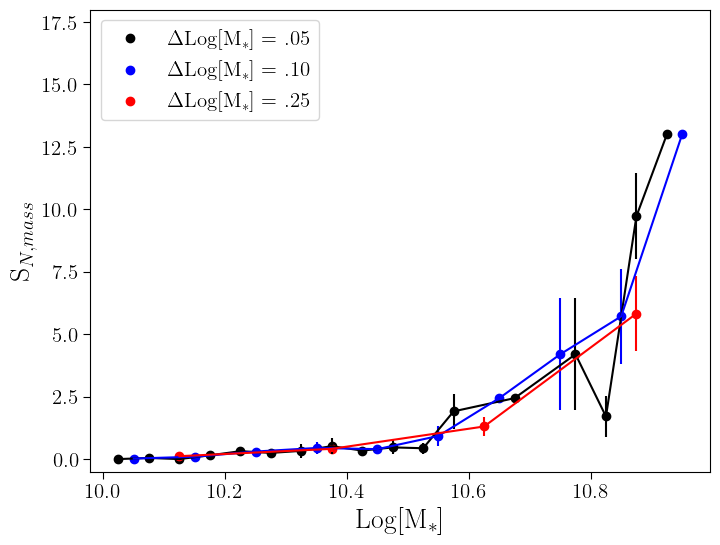 17.5
ΔLog[M*] = .05
ΔLog[M*] = .10
ΔLog[M*] = .25
15.0
12.5
10.0
7.5
5.0
2.5
0.0
S_{N,mass}
10.0 10.2 10.4 10.6 10.8
Log[M*]